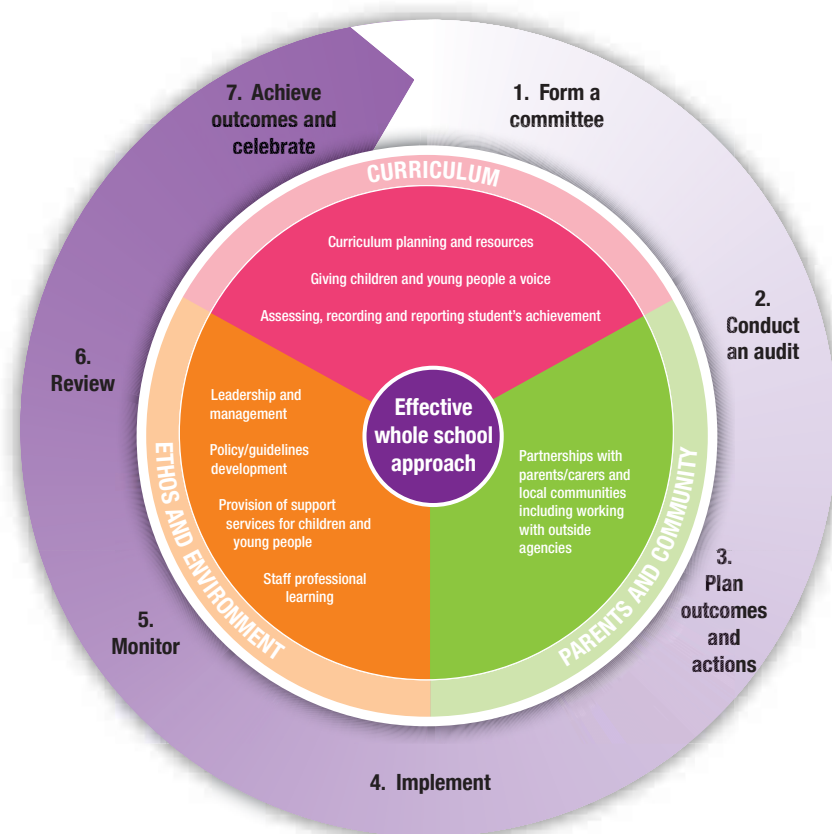 7. Achieve
outcomes and
celebrate
1. Form a
committee
2.
Conduct
an audit
3.
Plan
outcomes
and
actions
4. Implement
5.
Monitor
6.
Review
CURRICULUM
Curriculum planning and resources
Giving children and young people a voice
Assessing, recording and reporting student's achievement
ETHOS AND ENVIRONMENT
Leadership and
management
Policy/guidelines
development
Provision of support
services for children and
young people
Staff professional
learning
Effective
whole school
approach
PARENTS AND COMMUNITY
Partnerships with
parents/carers and
local communities
including working
with outside
agencies